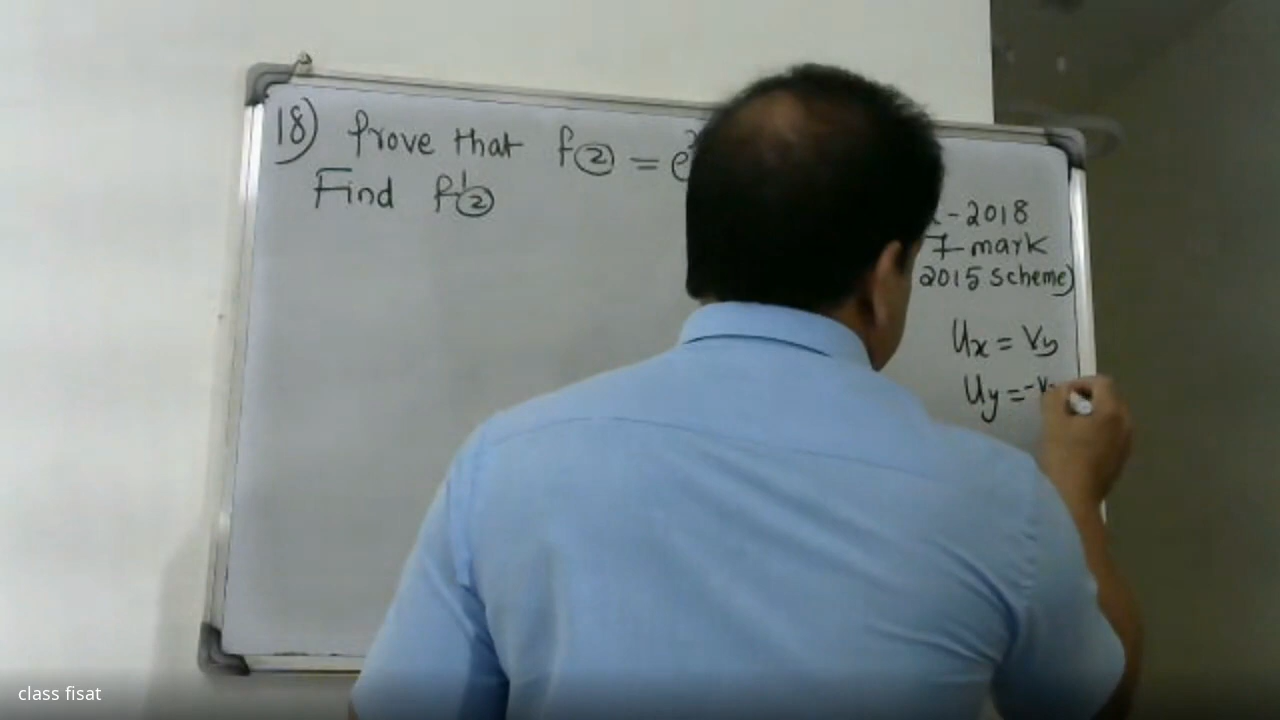 18) Prove that f(z) = e
Find f'(z)
- 2018
7 mark
2015 Scheme)
Ux = Vy
Uy = -V
class fisat